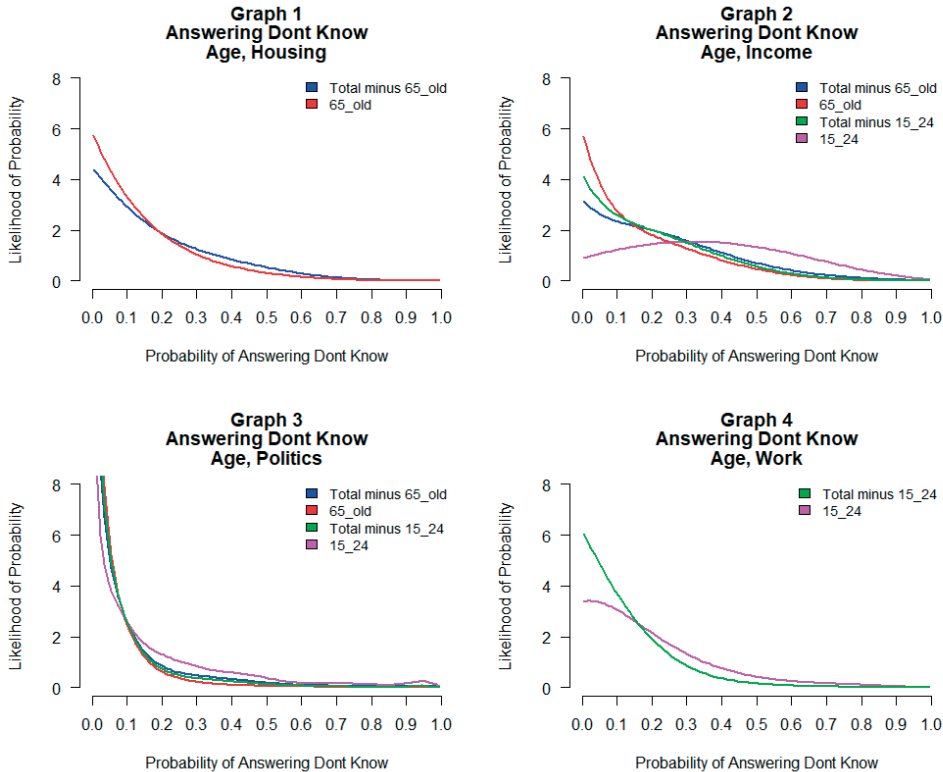 Graph 1
Answering Dont Know
Age, Housing
Likelihood of Probability
8
6
4
2
0
Total minus 65_old
65_old
0.0 0.1 0.2 0.3 0.4 0.5 0.6 0.7 0.8 0.9 1.0
Probability of Answering Dont Know
Graph 2
Answering Dont Know
Age, Income
Likelihood of Probability
8
6
4
2
0
Total minus 65_old
65_old
Total minus 15_24
15_24
0.0 0.1 0.2 0.3 0.4 0.5 0.6 0.7 0.8 0.9 1.0
Probability of Answering Dont Know
Graph 3
Answering Dont Know
Age, Politics
Likelihood of Probability
8
6
4
2
0
Total minus 65_old
65_old
Total minus 15_24
15_24
0.0 0.1 0.2 0.3 0.4 0.5 0.6 0.7 0.8 0.9 1.0
Probability of Answering Dont Know
Graph 4
Answering Dont Know
Age, Work
Likelihood of Probability
8
6
4
2
0
Total minus 15_24
15_24
0.0 0.1 0.2 0.3 0.4 0.5 0.6 0.7 0.8 0.9 1.0
Probability of Answering Dont Know